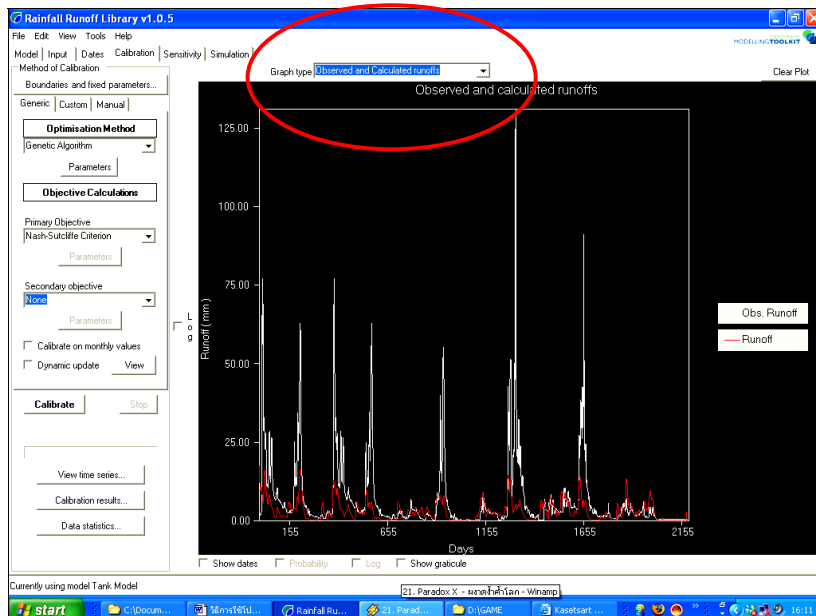 Rainfall Runoff Library v1.0.5
File Edit View Tools Help
MODELLINGTOOLKIT
Model Input Dates Calibration Sensitivity Simulation
Method of Calibration
Boundaries and fixed parameters...
Generic Custom Manual
Optimisation Method
Genetic Algorithm
Parameters
Objective Calculations
Primary Objective
Nash-Sutcliffe Criterion
Parameters
Secondary objective
None
Parameters
Calibrate on monthly values
Dynamic update View
Calibrate Stop
View time series...
Calibration results...
Data statistics...
Graph type Observed and Calculated runoffs
Clear Plot
Observed and calculated runoffs
Log
Runoff ( mm )
125.00
100.00
75.00
50.00
25.00
0.00
155 655 1155 1655 2155
Days
Obs. Runoff
Runoff
Show dates Probability Log Show graticule
Currently using model Tank Model
21. Paradox X - ผงาดง้ำค้ำโลก - Winamp
start C:\Docum... วิธีการใช้โป... Rainfall Ru... 21. Parad... D:\GAME Kasetsart ... 16:11